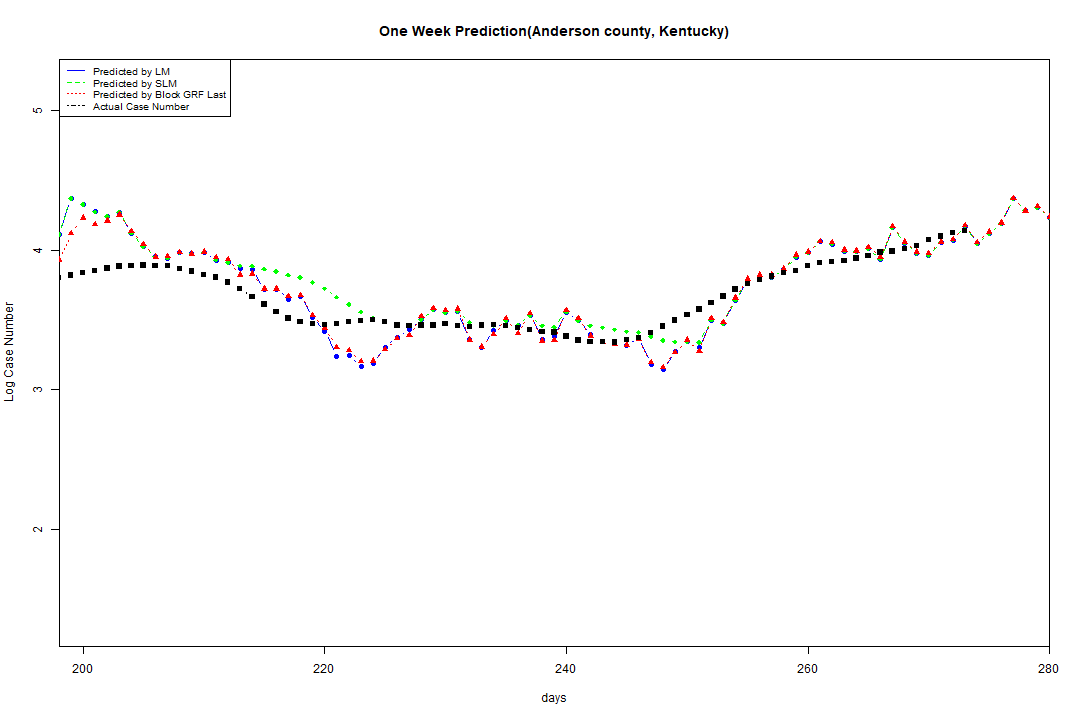 One Week Prediction(Anderson county, Kentucky)
Predicted by LM
Predicted by SLM
Predicted by Block GRF Last
Actual Case Number
5
4
3
2
Log Case Number
200 220 240 260 280
days